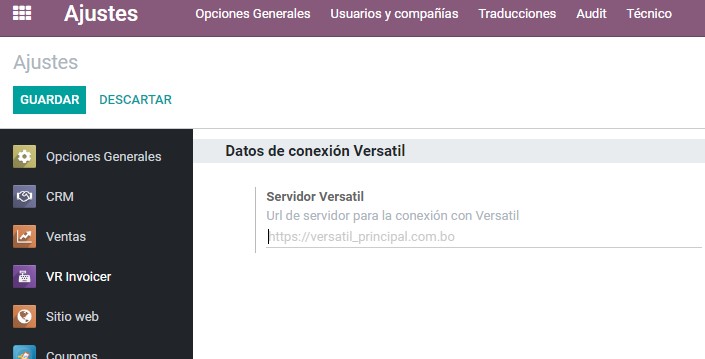 Ajustes Opciones Generales Usuarios y compañías Traducciones Audit Técnico
Ajustes
GUARDAR DESCARTAR
Opciones Generales
CRM
Ventas
VR Invoicer
Sitio web
Coupons
Datos de conexión Versatil
Servidor Versatil
Url de servidor para la conexión con Versatil
https://versatil_principal.com.bo